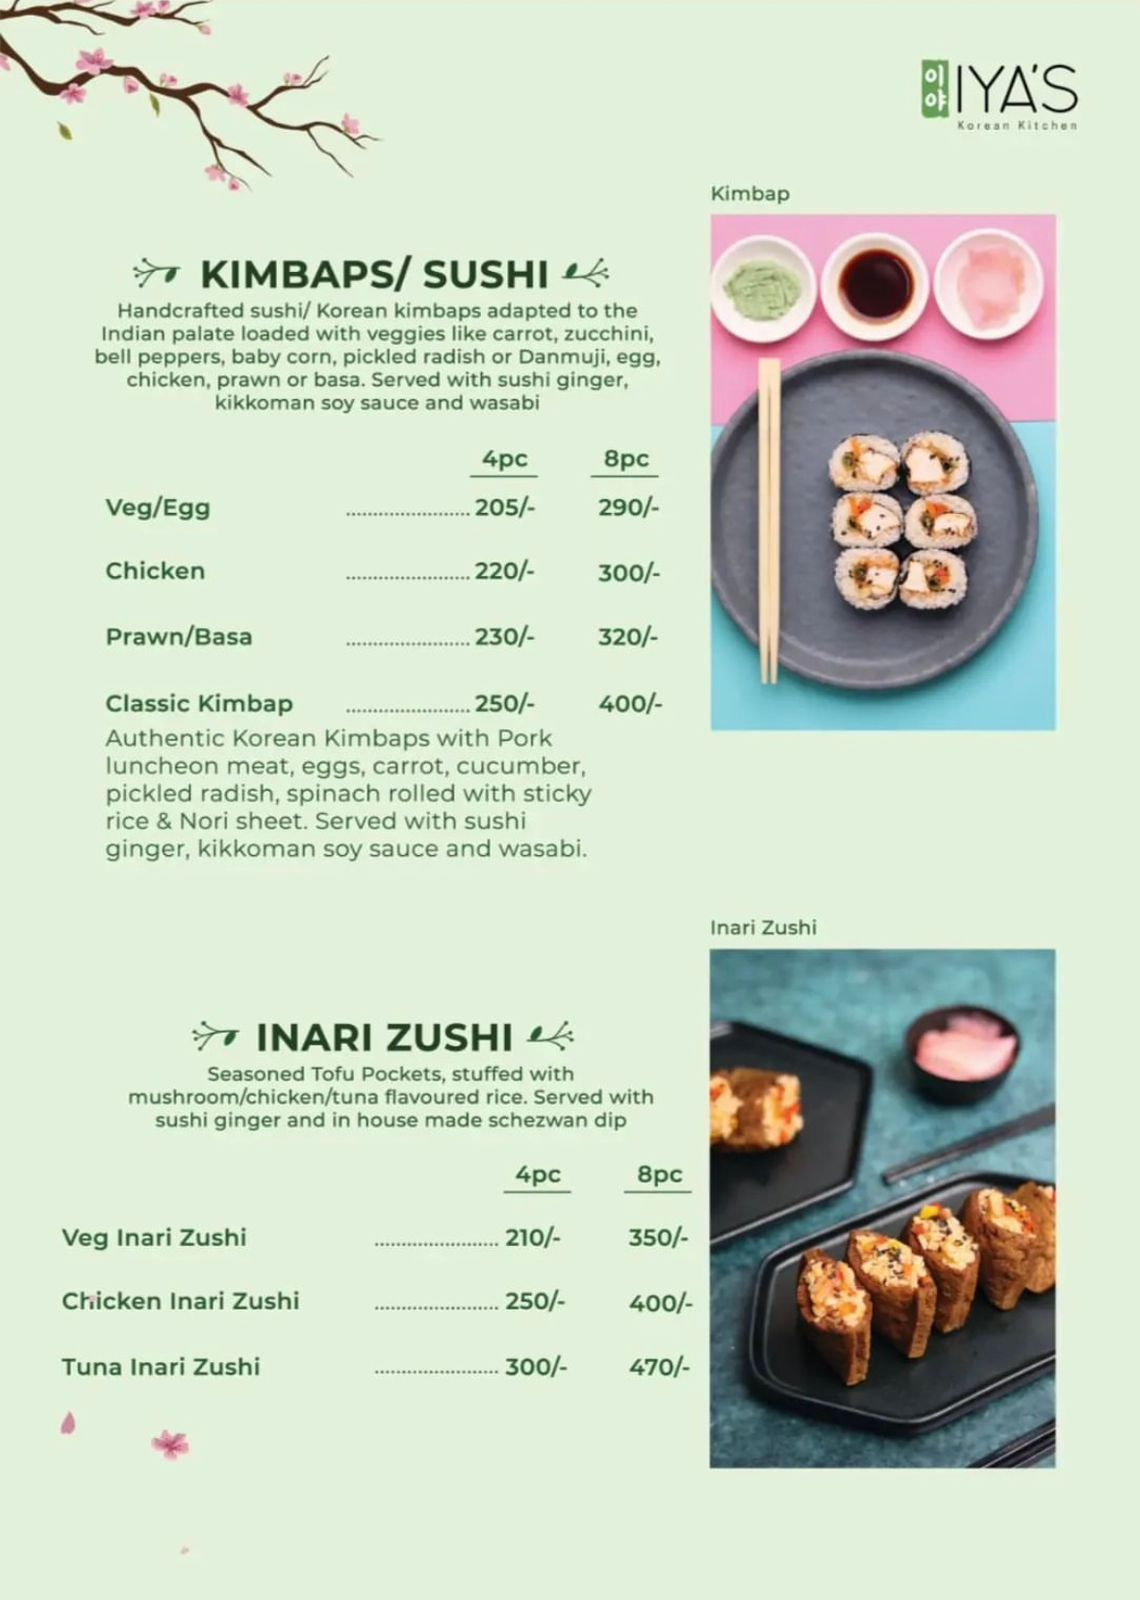 이야 IYA'S
Korean Kitchen
Kimbap
KIMBAPS/ SUSHI
Handcrafted sushi/ Korean kimbaps adapted to the
Indian palate loaded with veggies like carrot, zucchini,
bell peppers, baby corn, pickled radish or Danmuji, egg,
chicken, prawn or basa. Served with sushi ginger,
kikkoman soy sauce and wasabi
4pc 8pc
Veg/Egg ........................ 205/- 290/-
Chicken ........................ 220/- 300/-
Prawn/Basa ........................ 230/- 320/-
Classic Kimbap ........................ 250/- 400/-
Authentic Korean Kimbaps with Pork
luncheon meat, eggs, carrot, cucumber,
pickled radish, spinach rolled with sticky
rice & Nori sheet. Served with sushi
ginger, kikkoman soy sauce and wasabi.
Inari Zushi
INARI ZUSHI
Seasoned Tofu Pockets, stuffed with
mushroom/chicken/tuna flavoured rice. Served with
sushi ginger and in house made schezwan dip
4pc 8pc
Veg Inari Zushi ........................ 210/- 350/-
Chicken Inari Zushi ........................ 250/- 400/-
Tuna Inari Zushi ........................ 300/- 470/-